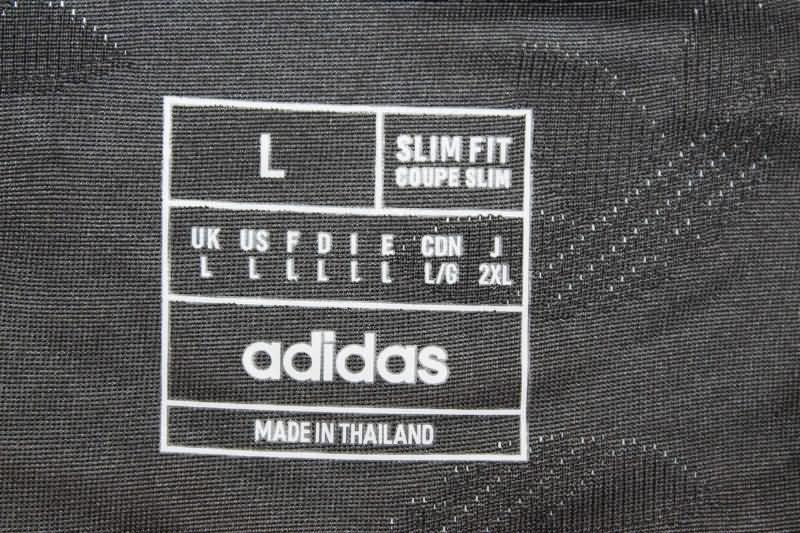 L
SLIM FIT
COUPE SLIM
UK US F D I E CDN J
L L L L L L L/G 2XL
adidas
MADE IN THAILAND